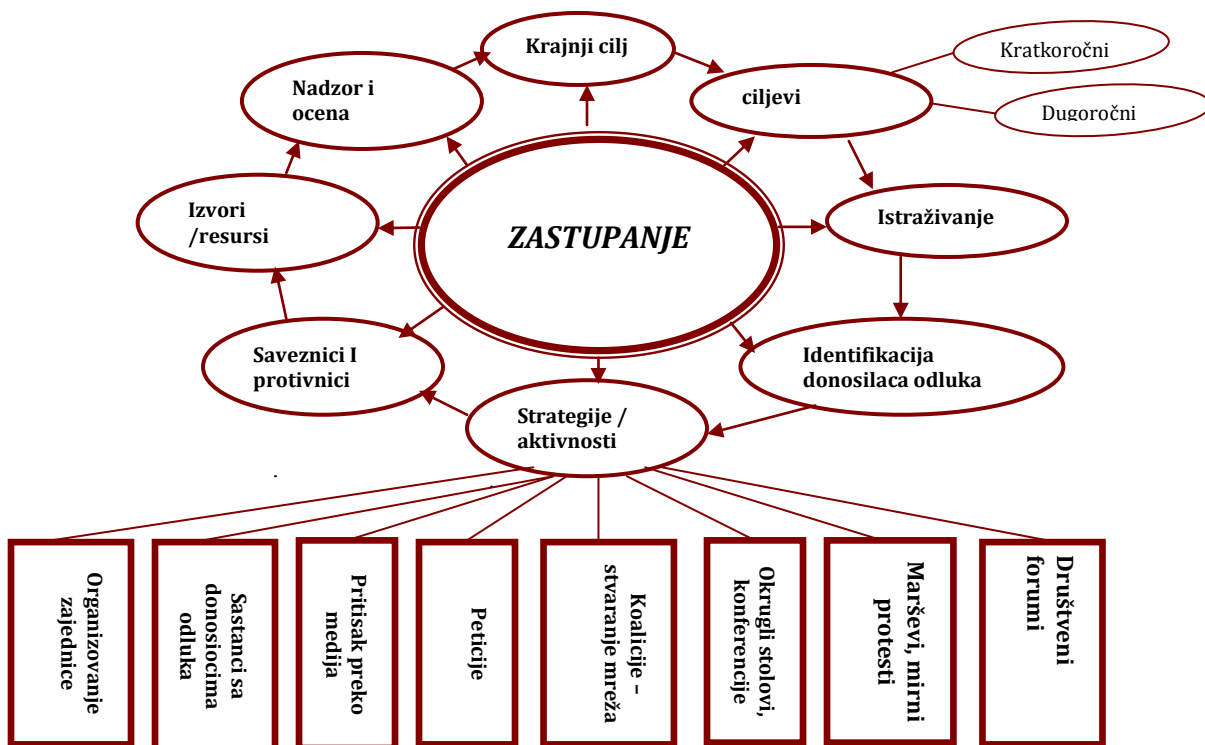 Krajnji cilj
Kratkoročni
Nadzor i
ocena
ciljevi
Dugoročni
Izvori
/resursi
ZASTUPANJE
Istraživanje
Saveznici I
protivnici
Identifikacija
donosilaca odluka
Strategije /
aktivnosti
Organizovanje
zajednice
Sastanci sa
donosiocima
odluka
Pritisak preko
medija
Peticije
Koalicije –
stvaranje mreža
Okrugli stolovi,
konferencije
Marševi, mirni
protesti
Društveni
forumi